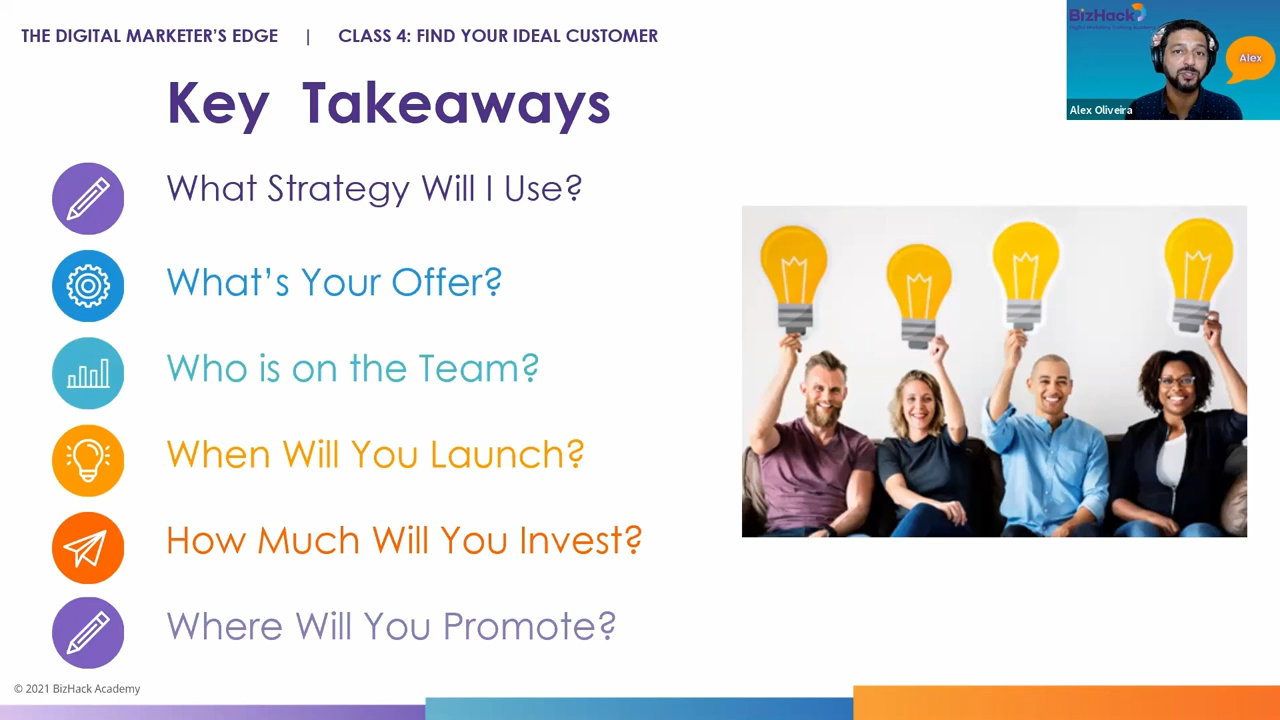 THE DIGITAL MARKETER'S EDGE | CLASS 4: FIND YOUR IDEAL CUSTOMER
BizHack
Alex
Alex Oliveira
Key Takeaways
What Strategy Will I Use?
What's Your Offer?
Who is on the Team?
When Will You Launch?
How Much Will You Invest?
Where Will You Promote?
© 2021 BizHack Academy